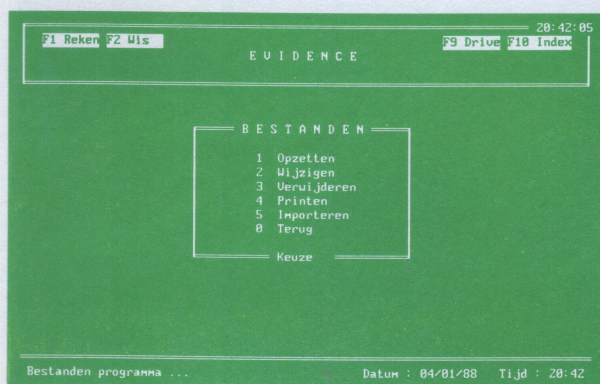 20:42:05
F1 Reken F2 Wis F9 Drive F10 Index
E V I D E N C E
B E S T A N D E N
1 Opzetten
2 Wijzigen
3 Verwijderen
4 Printen
5 Importeren
0 Terug
Keuze
Bestanden programma ... Datum : 04/01/88 Tijd : 20:42